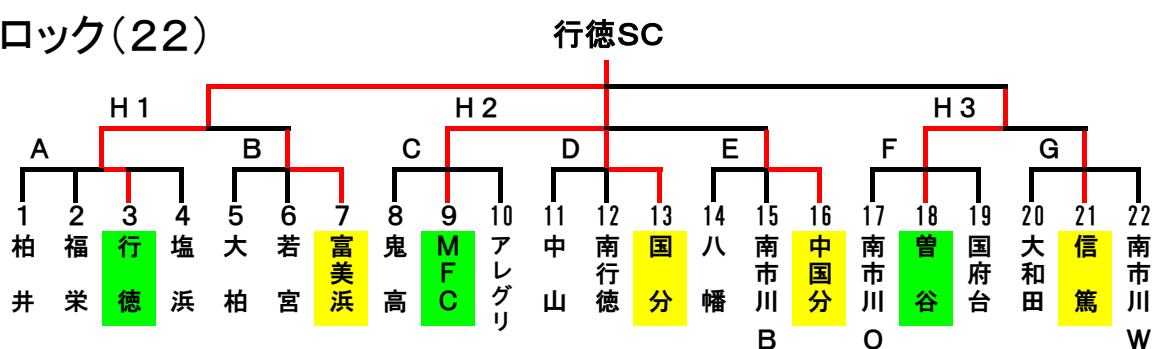 ロック(22)
行徳SC
H1 H2 H3
A B C D E F G
1 2 3 4 5 6 7 8 9 10 11 12 13 14 15 16 17 18 19 20 21 22
柏井
福栄
行徳
塩浜
大柏
若宮
富美浜
鬼高
MFC
アレグリ
中山
南行徳
国分
八幡
南市川B
中国分
南市川O
曽谷
国府台
大和田
信篤
南市川W